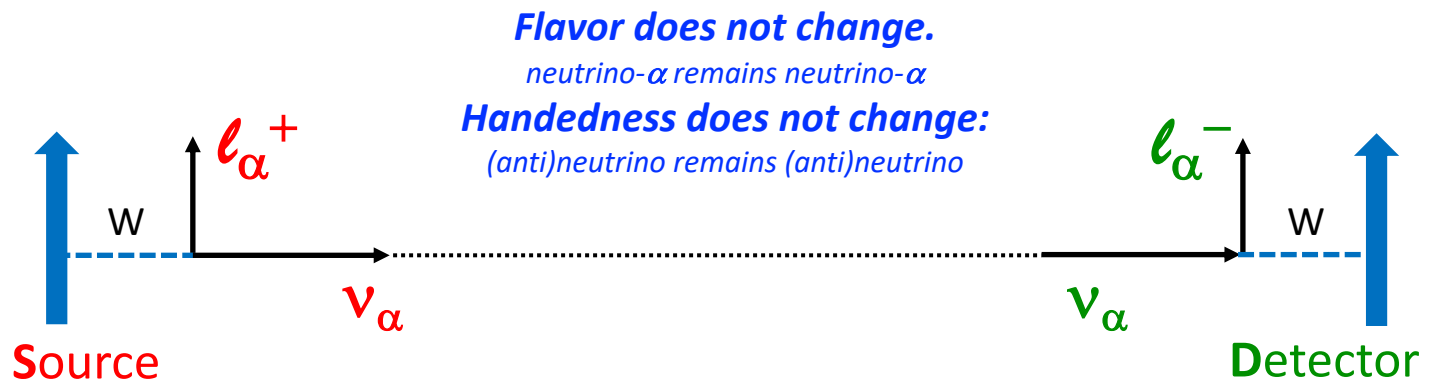 Flavor does not change.
neutrino-α remains neutrino-α
Handedness does not change:
(anti)neutrino remains (anti)neutrino
ℓα+
ℓα−
W
W
να
να
Source
Detector